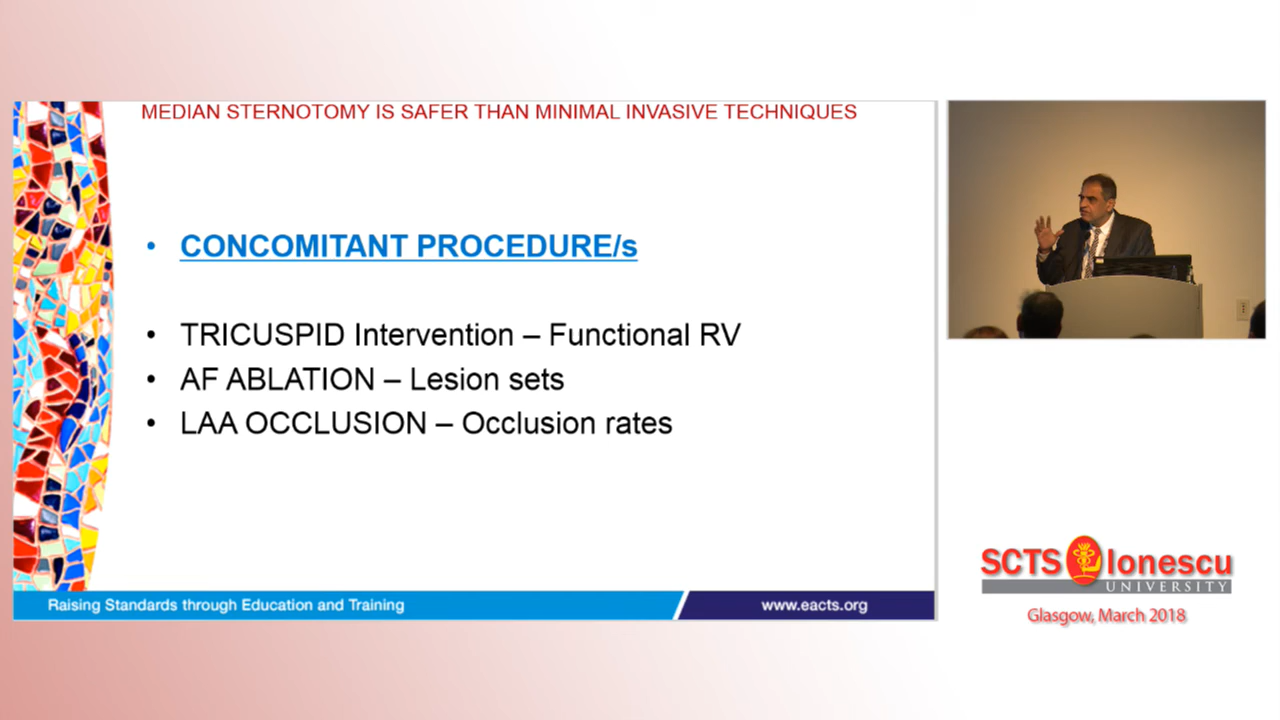 MEDIAN STERNOTOMY IS SAFER THAN MINIMAL INVASIVE TECHNIQUES
• CONCOMITANT PROCEDURE/s
• TRICUSPID Intervention – Functional RV
• AF ABLATION – Lesion sets
• LAA OCCLUSION – Occlusion rates
Raising Standards through Education and Training
www.eacts.org
SCTS Ionescu
UNIVERSITY
Glasgow, March 2018